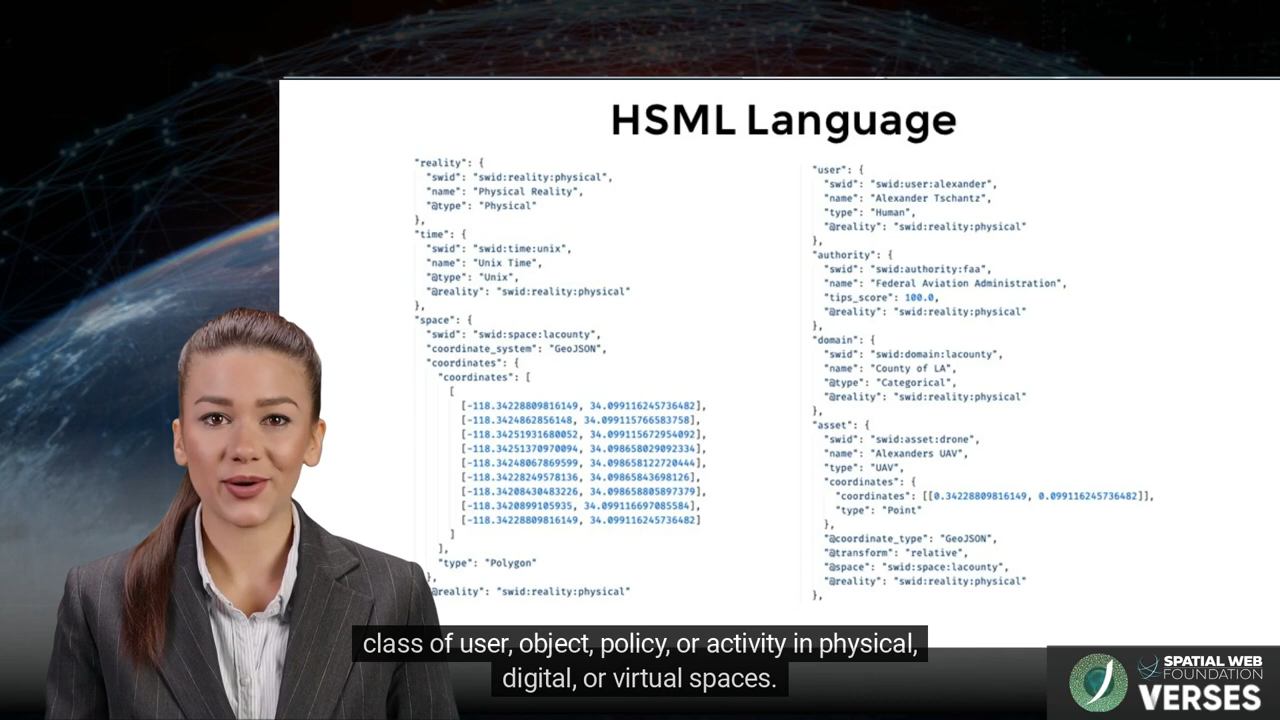 HSML Language
"reality": {
"swid": "swid:reality:physical",
"name": "Physical Reality",
"@type": "Physical"
},
"time": {
"swid": "swid:time:unix",
"name": "Unix Time",
"@type": "Unix",
"@reality": "swid:reality:physical"
},
"space": {
"swid": "swid:space:lacounty",
"coordinate_system": "GeoJSON",
"coordinates": {
"coordinates": [
[
[-118.34228809816149, 34.099116245736482],
[-118.3424862856148, 34.099115766583758],
[-118.34251931680052, 34.099115672954092],
[-118.34251370970094, 34.098658029092334],
[-118.34248067869599, 34.098658122720444],
[-118.34228249578136, 34.09865843698126],
[-118.34208430483226, 34.098658805897379],
[-118.3420899105935, 34.099116697085584],
[-118.34228809816149, 34.099116245736482]
]
],
"type": "Polygon"
},
@reality": "swid:reality:physical"
"user": {
"swid": "swid:user:alexander",
"name": "Alexander Tschantz",
"type": "Human",
"@reality": "swid:reality:physical"
},
"authority": {
"swid": "swid:authority:faa",
"name": "Federal Aviation Administration",
"tips_score": 100.0,
"@reality": "swid:reality:physical"
},
"domain": {
"swid": "swid:domain:lacounty",
"name": "County of LA",
"@type": "Categorical",
"@reality": "swid:reality:physical"
},
"asset": {
"swid": "swid:asset:drone",
"name": "Alexanders UAV",
"type": "UAV",
"coordinates": {
"coordinates": [[0.34228809816149, 0.099116245736482]],
"type": "Point"
},
"@coordinate_type": "GeoJSON",
"@transform": "relative",
"@space": "swid:space:lacounty",
"@reality": "swid:reality:physical"
},
class of user, object, policy, or activity in physical,
digital, or virtual spaces.
SPATIAL WEB
FOUNDATION
VERSES